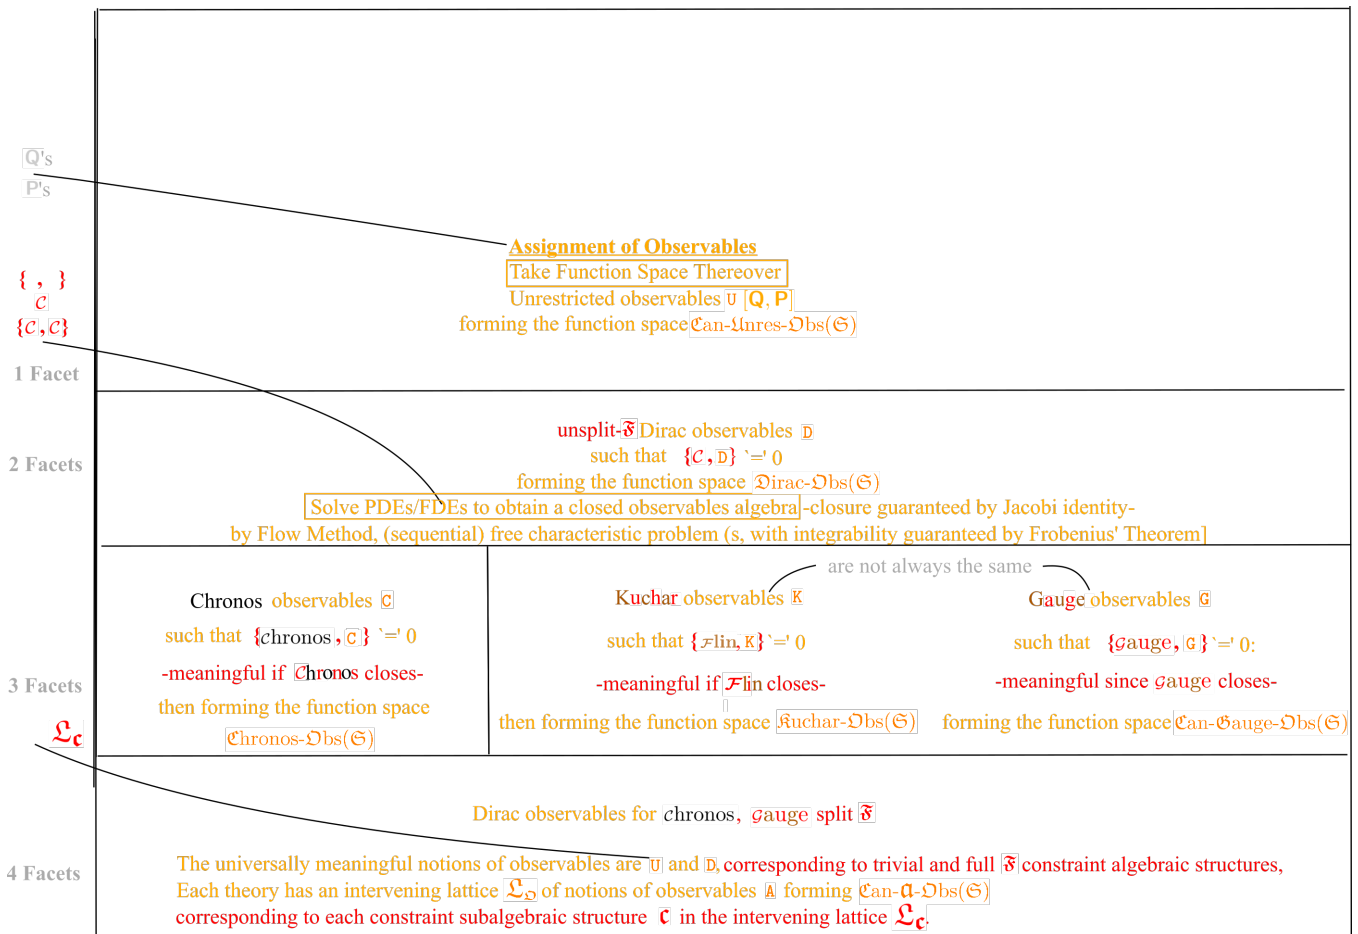 Q's
P's
Assignment of Observables
Take Function Space Thereover
{ , }
Unrestricted observables U [Q, P]
𝒞
{𝒞, 𝒞}
forming the function space ℭan-𝔘nres-𝔒bs(𝔖)
1 Facet
unsplit-𝔉 Dirac observables D
such that {𝒞, D} `=' 0
2 Facets
forming the function space 𝔇irac-𝔒bs(𝔖)
Solve PDEs/FDEs to obtain a closed observables algebra -closure guaranteed by Jacobi identity-
by Flow Method, (sequential) free characteristic problem (s, with integrability guaranteed by Frobenius' Theorem]
are not always the same
Chronos observables C
such that {𝒞hronos, C} `=' 0
-meaningful if 𝒞hronos closes-
then forming the function space
ℭhronos-𝔒bs(𝔖)
Kuchar observables K
such that {ℱlin, K} `=' 0
-meaningful if ℱlin closes-
then forming the function space 𝔎uchar-𝔒bs(𝔖)
Gauge observables G
such that {𝒢auge, G} `=' 0:
-meaningful since 𝒢auge closes-
forming the function space ℭan-𝔊auge-𝔒bs(𝔖)
3 Facets
𝔏𝖈
Dirac observables for 𝒞hronos, 𝒢auge split 𝔉
4 Facets
The universally meaningful notions of observables are U and D, corresponding to trivial and full 𝔉 constraint algebraic structures,
Each theory has an intervening lattice 𝔏𝔒 of notions of observables A forming ℭan-𝕬-𝔒bs(𝔖)
corresponding to each constraint subalgebraic structure 𝖈 in the intervening lattice 𝔏𝖈.